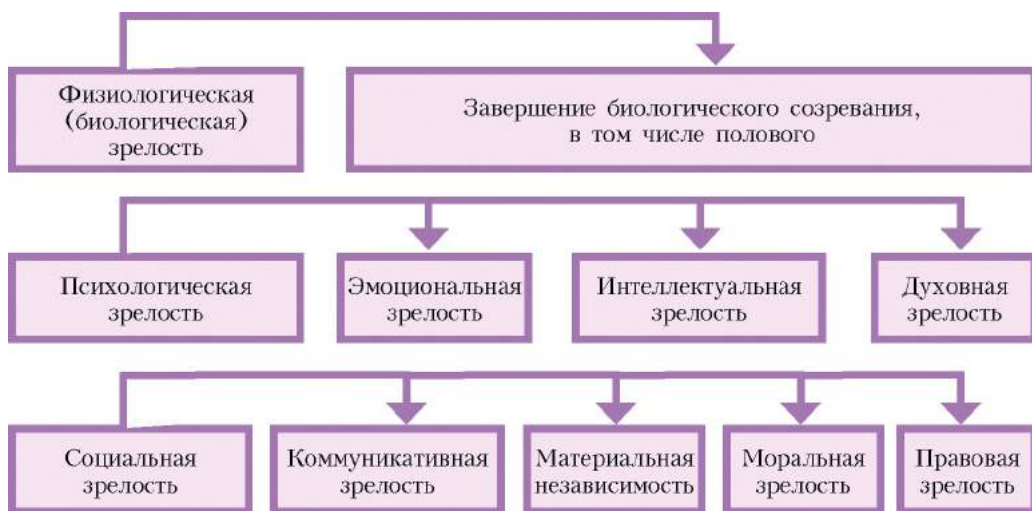 Физиологическая
(биологическая)
зрелость
Завершение биологического созревания,
в том числе полового
Психологическая
зрелость
Эмоциональная
зрелость
Интеллектуальная
зрелость
Духовная
зрелость
Социальная
зрелость
Коммуникативная
зрелость
Материальная
независимость
Моральная
зрелость
Правовая
зрелость